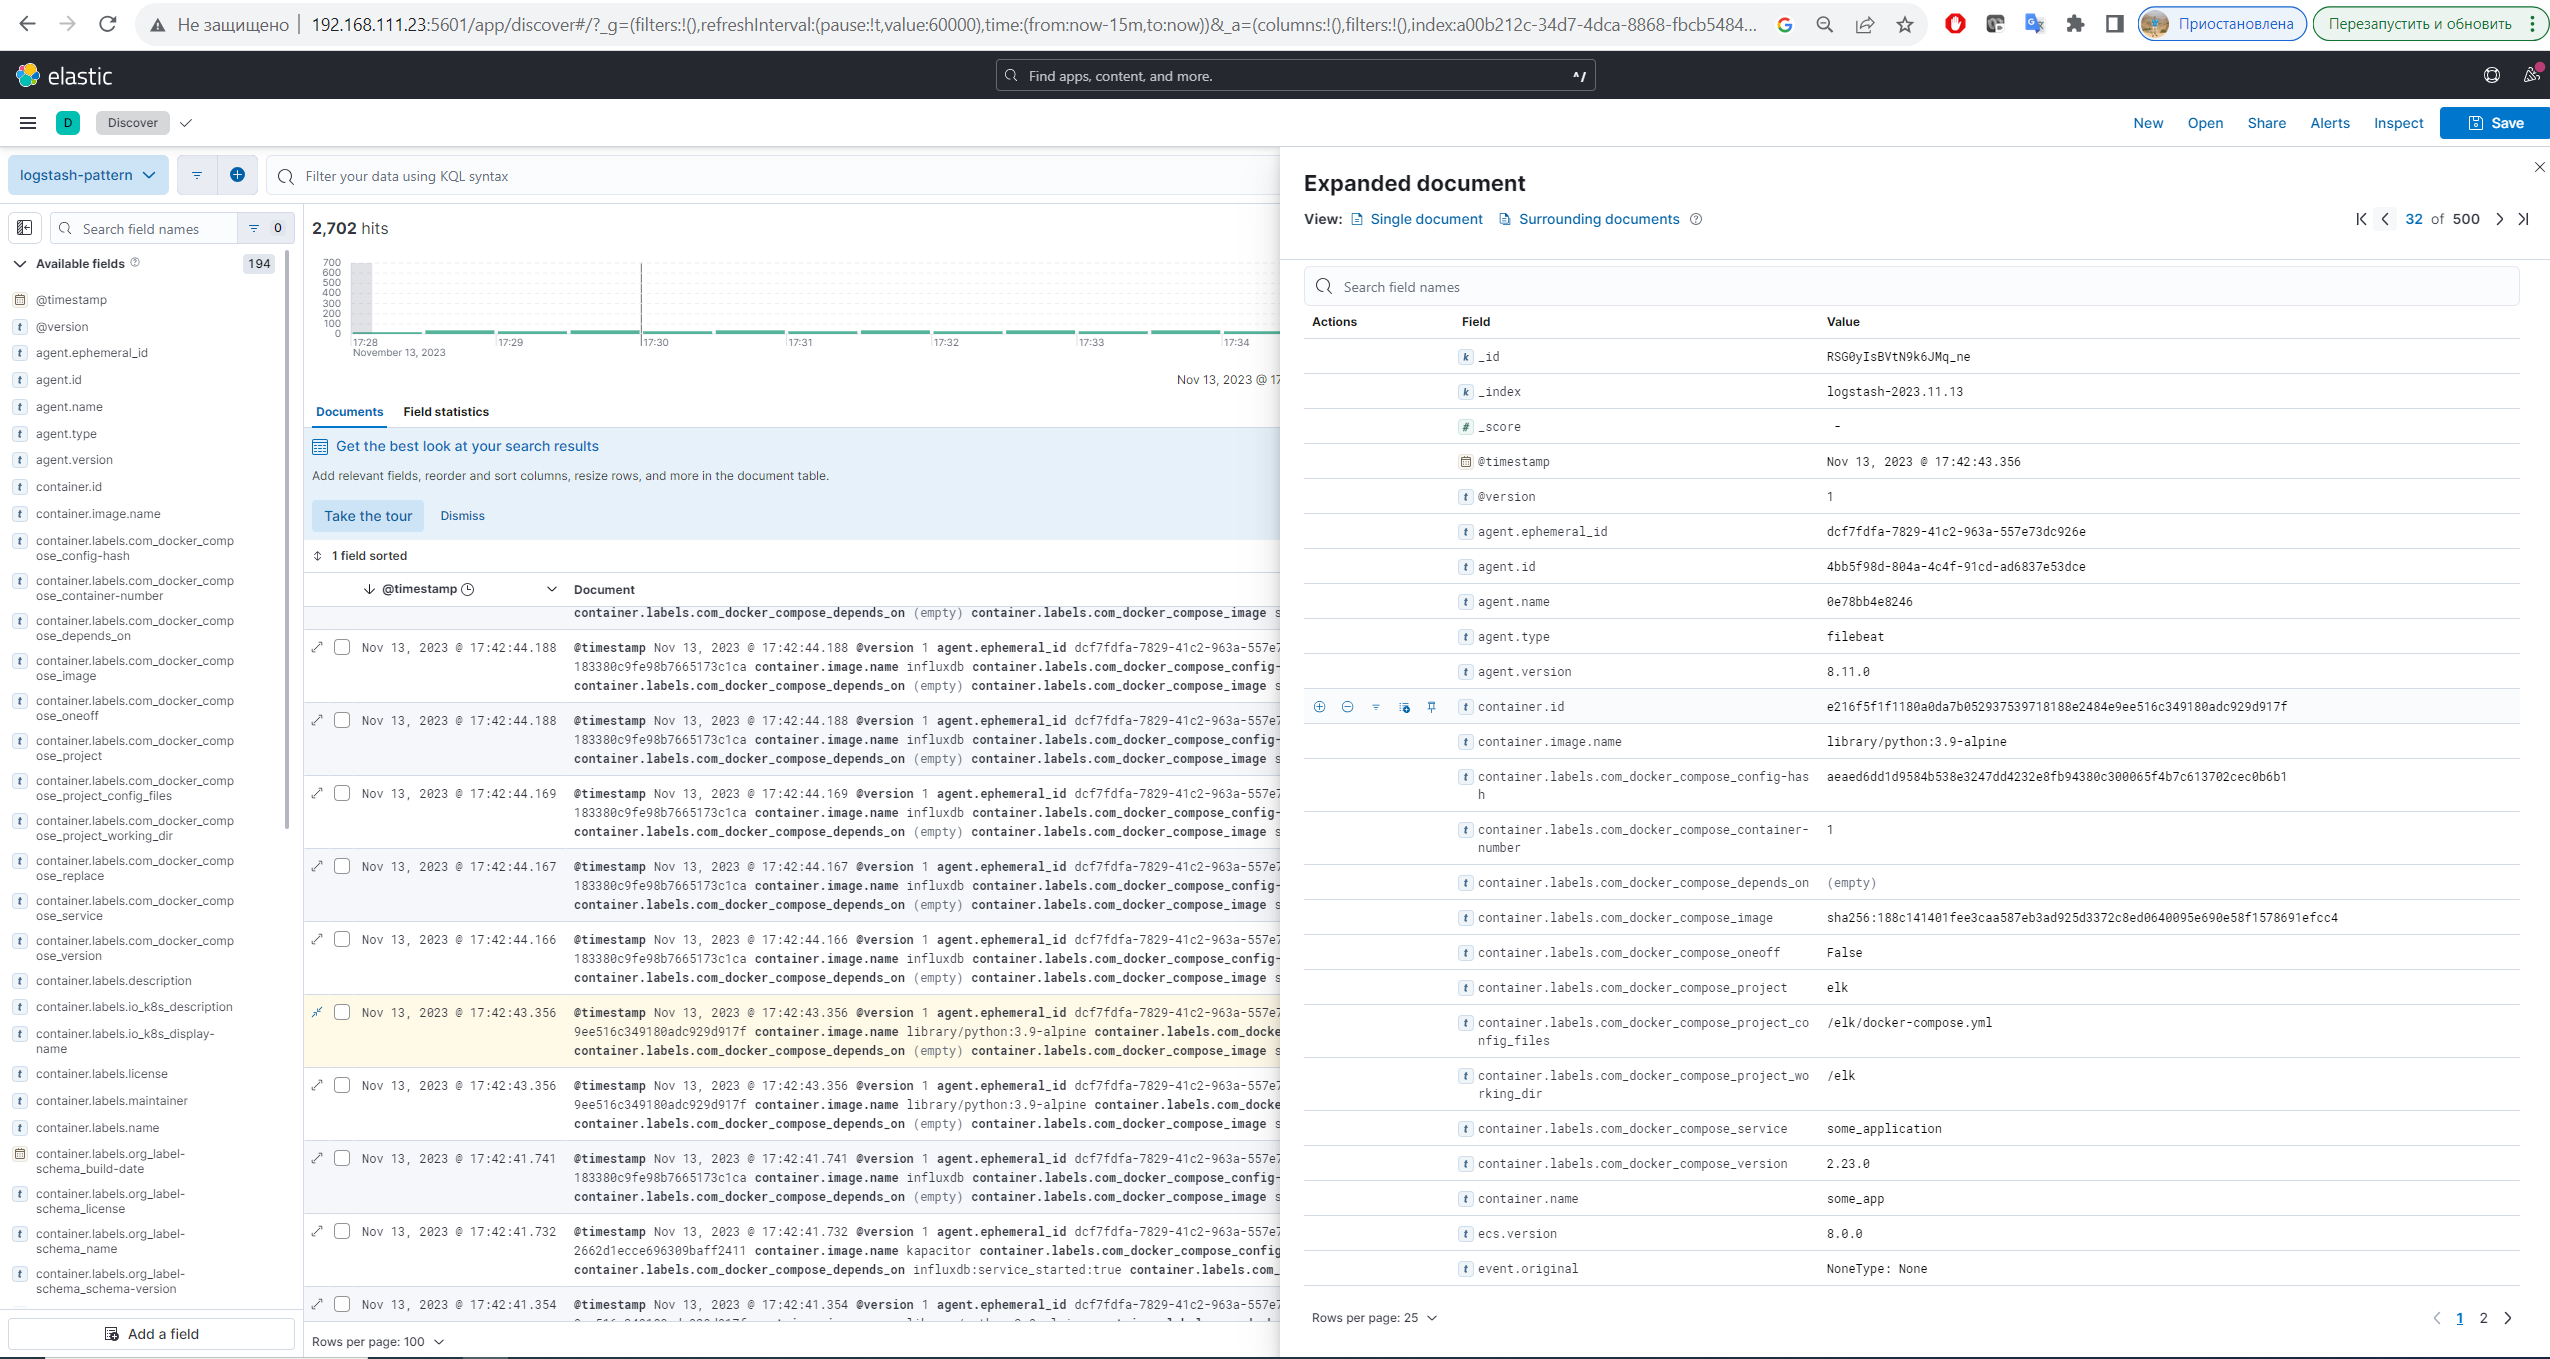 Не защищено
192.168.111.23:5601/app/discover#/?_g=(filters:!(),refreshInterval:(pause:!t,value:60000),time:(from:now-15m,to:now))&_a=(columns:!(),filters:!(),index:a00b212c-34d7-4dca-8868-fbcb5484...
Приостановлена
Перезапустить и обновить
elastic
Find apps, content, and more.
^/
D
Discover
New
Open
Share
Alerts
Inspect
Save
logstash-pattern
Filter your data using KQL syntax
Search field names
0
Available fields
194
@timestamp
@version
agent.ephemeral_id
agent.id
agent.name
agent.type
agent.version
container.id
container.image.name
container.labels.com_docker_comp
ose_config-hash
container.labels.com_docker_comp
ose_container-number
container.labels.com_docker_comp
ose_depends_on
container.labels.com_docker_comp
ose_image
container.labels.com_docker_comp
ose_oneoff
container.labels.com_docker_comp
ose_project
container.labels.com_docker_comp
ose_project_config_files
container.labels.com_docker_comp
ose_project_working_dir
container.labels.com_docker_comp
ose_replace
container.labels.com_docker_comp
ose_service
container.labels.com_docker_comp
ose_version
container.labels.description
container.labels.io_k8s_description
container.labels.io_k8s_display-
name
container.labels.license
container.labels.maintainer
container.labels.name
container.labels.org_label-
schema_build-date
container.labels.org_label-
schema_license
container.labels.org_label-
schema_name
container.labels.org_label-
schema_schema-version
Add a field
2,702 hits
700
600
500
400
300
200
100
0
17:28
17:29
17:30
17:31
17:32
17:33
17:34
November 13, 2023
Nov 13, 2023 @ 17
Documents
Field statistics
Get the best look at your search results
Add relevant fields, reorder and sort columns, resize rows, and more in the document table.
Take the tour
Dismiss
1 field sorted
@timestamp
Document
container.labels.com_docker_compose_depends_on (empty) container.labels.com_docker_compose_image s
Nov 13, 2023 @ 17:42:44.188
@timestamp Nov 13, 2023 @ 17:42:44.188 @version 1 agent.ephemeral_id dcf7fdfa-7829-41c2-963a-557e7
183380c9fe98b7665173c1ca container.image.name influxdb container.labels.com_docker_compose_config-
container.labels.com_docker_compose_depends_on (empty) container.labels.com_docker_compose_image s
Nov 13, 2023 @ 17:42:44.188
@timestamp Nov 13, 2023 @ 17:42:44.188 @version 1 agent.ephemeral_id dcf7fdfa-7829-41c2-963a-557e7
183380c9fe98b7665173c1ca container.image.name influxdb container.labels.com_docker_compose_config-
container.labels.com_docker_compose_depends_on (empty) container.labels.com_docker_compose_image s
Nov 13, 2023 @ 17:42:44.169
@timestamp Nov 13, 2023 @ 17:42:44.169 @version 1 agent.ephemeral_id dcf7fdfa-7829-41c2-963a-557e7
183380c9fe98b7665173c1ca container.image.name influxdb container.labels.com_docker_compose_config-
container.labels.com_docker_compose_depends_on (empty) container.labels.com_docker_compose_image s
Nov 13, 2023 @ 17:42:44.167
@timestamp Nov 13, 2023 @ 17:42:44.167 @version 1 agent.ephemeral_id dcf7fdfa-7829-41c2-963a-557e7
183380c9fe98b7665173c1ca container.image.name influxdb container.labels.com_docker_compose_config-
container.labels.com_docker_compose_depends_on (empty) container.labels.com_docker_compose_image s
Nov 13, 2023 @ 17:42:44.166
@timestamp Nov 13, 2023 @ 17:42:44.166 @version 1 agent.ephemeral_id dcf7fdfa-7829-41c2-963a-557e7
183380c9fe98b7665173c1ca container.image.name influxdb container.labels.com_docker_compose_config-
container.labels.com_docker_compose_depends_on (empty) container.labels.com_docker_compose_image s
Nov 13, 2023 @ 17:42:43.356
@timestamp Nov 13, 2023 @ 17:42:43.356 @version 1 agent.ephemeral_id dcf7fdfa-7829-41c2-963a-557e7
9ee516c349180adc929d917f container.image.name library/python:3.9-alpine container.labels.com_docke
container.labels.com_docker_compose_depends_on (empty) container.labels.com_docker_compose_image s
Nov 13, 2023 @ 17:42:43.356
@timestamp Nov 13, 2023 @ 17:42:43.356 @version 1 agent.ephemeral_id dcf7fdfa-7829-41c2-963a-557e7
9ee516c349180adc929d917f container.image.name library/python:3.9-alpine container.labels.com_docke
container.labels.com_docker_compose_depends_on (empty) container.labels.com_docker_compose_image s
Nov 13, 2023 @ 17:42:41.741
@timestamp Nov 13, 2023 @ 17:42:41.741 @version 1 agent.ephemeral_id dcf7fdfa-7829-41c2-963a-557e7
183380c9fe98b7665173c1ca container.image.name influxdb container.labels.com_docker_compose_config-
container.labels.com_docker_compose_depends_on (empty) container.labels.com_docker_compose_image s
Nov 13, 2023 @ 17:42:41.732
@timestamp Nov 13, 2023 @ 17:42:41.732 @version 1 agent.ephemeral_id dcf7fdfa-7829-41c2-963a-557e7
2662d1ecce696309baff2411 container.image.name kapacitor container.labels.com_docker_compose_config
container.labels.com_docker_compose_depends_on influxdb:service_started:true container.labels.com_
Nov 13, 2023 @ 17:42:41.354
@timestamp Nov 13, 2023 @ 17:42:41.354 @version 1 agent.ephemeral_id dcf7fdfa-7829-41c2-963a-557e7
Rows per page: 100
Expanded document
View:
Single document
Surrounding documents
32 of 500
Search field names
Actions
Field
Value
_id
RSG0yIsBVtN9k6JMq_ne
_index
logstash-2023.11.13
_score
-
@timestamp
Nov 13, 2023 @ 17:42:43.356
@version
1
agent.ephemeral_id
dcf7fdfa-7829-41c2-963a-557e73dc926e
agent.id
4bb5f98d-804a-4c4f-91cd-ad6837e53dce
agent.name
0e78bb4e8246
agent.type
filebeat
agent.version
8.11.0
container.id
e216f5f1f1180a0da7b052937539718188e2484e9ee516c349180adc929d917f
container.image.name
library/python:3.9-alpine
container.labels.com_docker_compose_config-has
h
aeaed6dd1d9584b538e3247dd4232e8fb94380c300065f4b7c613702cec0b6b1
container.labels.com_docker_compose_container-
number
1
container.labels.com_docker_compose_depends_on
(empty)
container.labels.com_docker_compose_image
sha256:188c141401fee3caa587eb3ad925d3372c8ed0640095e690e58f1578691efcc4
container.labels.com_docker_compose_oneoff
False
container.labels.com_docker_compose_project
elk
container.labels.com_docker_compose_project_co
nfig_files
/elk/docker-compose.yml
container.labels.com_docker_compose_project_wo
rking_dir
/elk
container.labels.com_docker_compose_service
some_application
container.labels.com_docker_compose_version
2.23.0
container.name
some_app
ecs.version
8.0.0
event.original
NoneType: None
Rows per page: 25
1
2